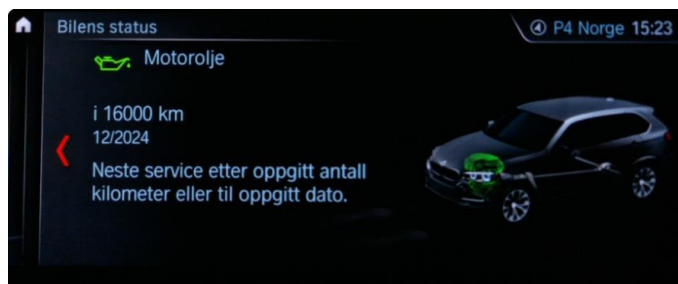 Bilens status
P4 Norge 15:23
Motorolje
i 16000 km
12/2024
Neste service etter oppgitt antall
kilometer eller til oppgitt dato.